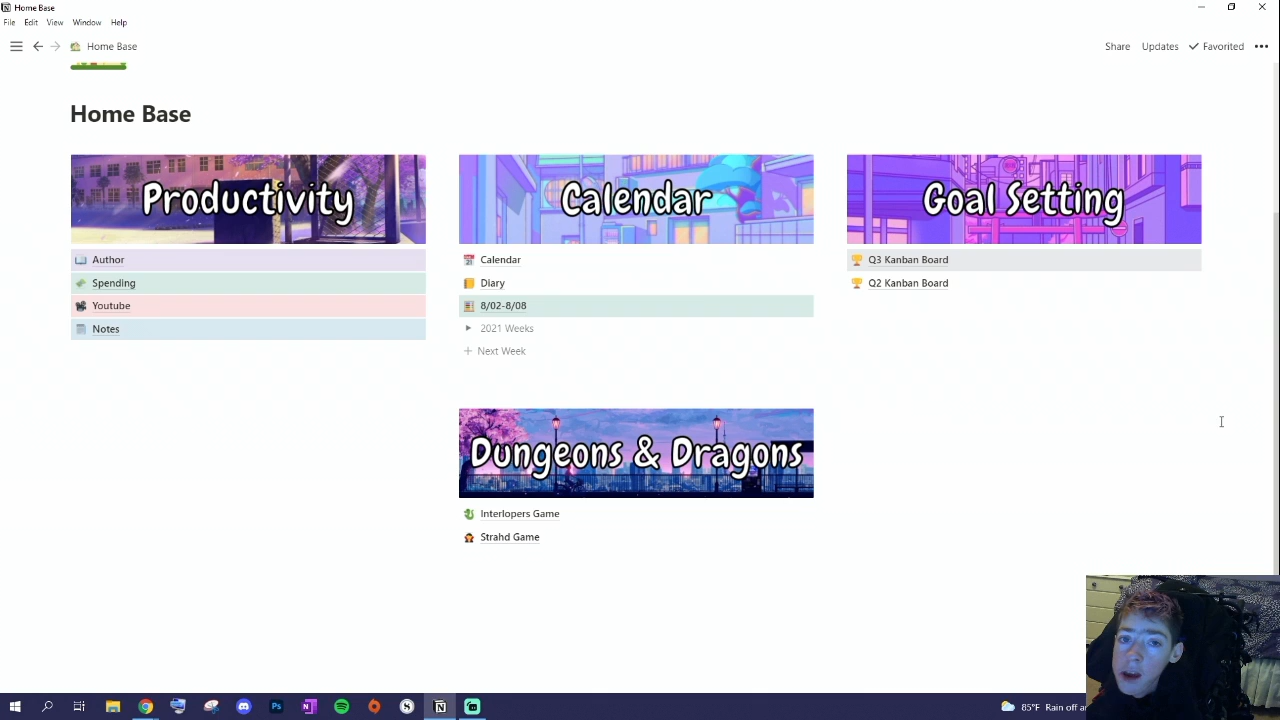 Home Base
File Edit View Window Help
Home Base
Share Updates Favorited
Home Base
Productivity
Author
Spending
Youtube
Notes
Calendar
Calendar
Diary
8/02-8/08
2021 Weeks
Next Week
Goal Setting
Q3 Kanban Board
Q2 Kanban Board
Dungeons & Dragons
Interlopers Game
Strahd Game
85°F Rain off a